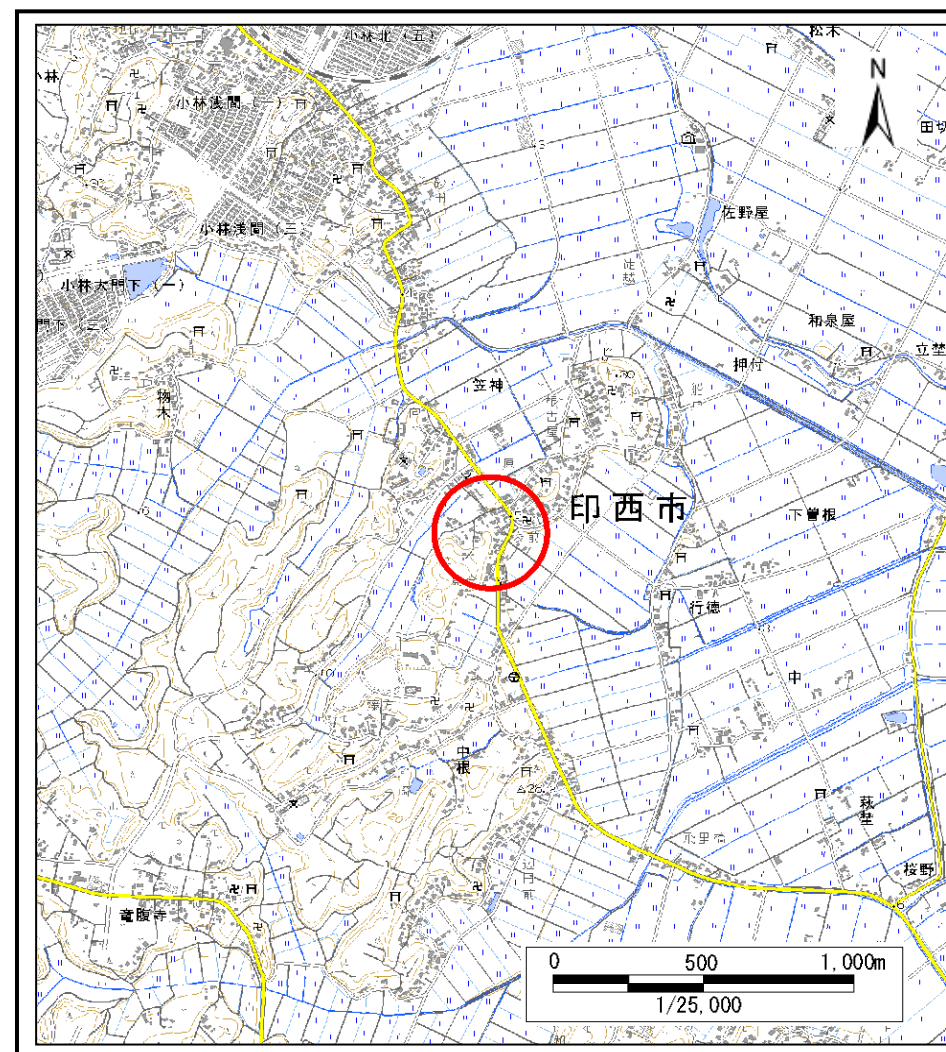 小林北(五)
松木
N
小林
小林浅間(一)
田切
佐野屋
小林浅間(三)
小林大門下(一)
門下(二)
和泉屋
立埜
押付
笠神
物木
印西市
下曽根
行徳
中
中根
萩埜
桜野
竜腹寺
0 500 1,000m
1/25,000